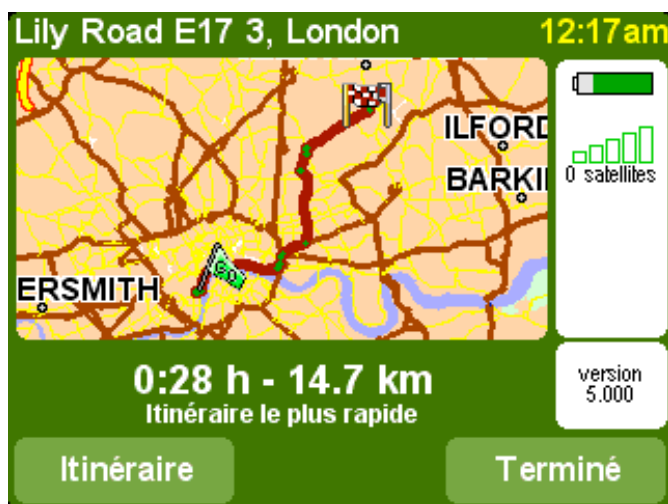 Lily Road E17 3, London
12:17am
ILFORD
BARKI
0 satellites
GO
ERSMITH
0:28 h - 14.7 km
Itinéraire le plus rapide
version
5.000
Itinéraire
Terminé